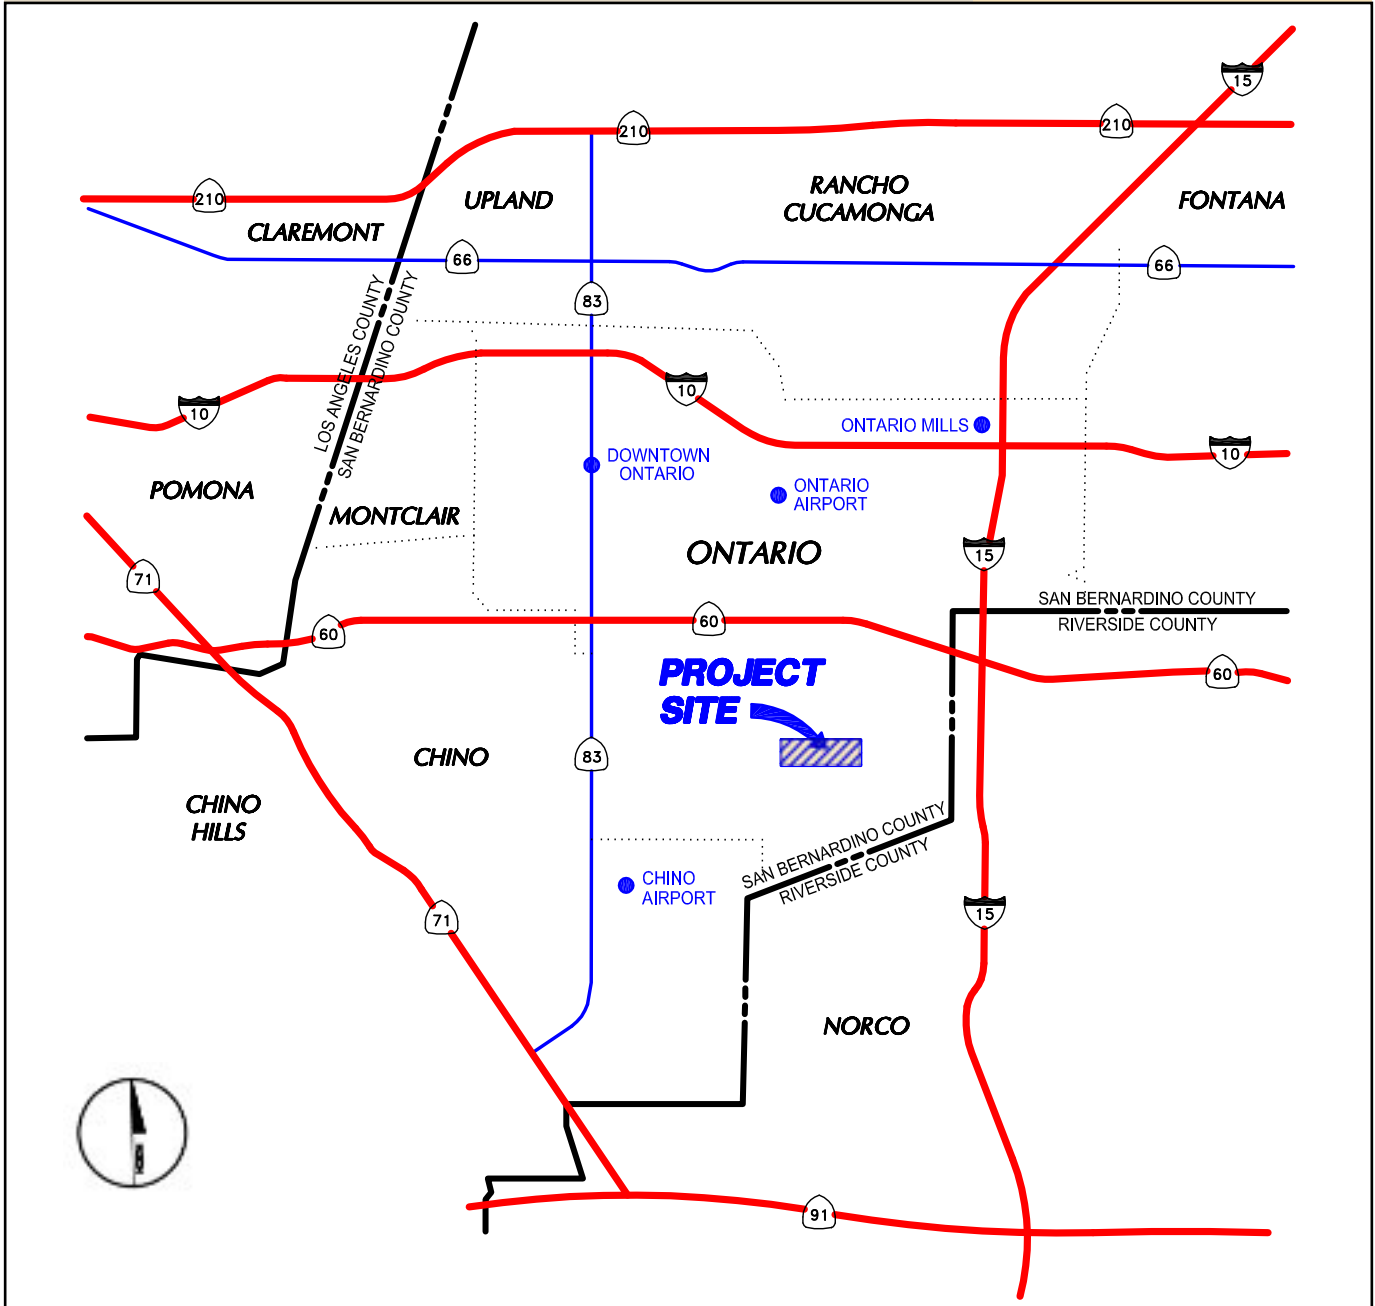 15
210
210
210
UPLAND
RANCHO
CUCAMONGA
FONTANA
CLAREMONT
66
66
83
LOS ANGELES COUNTY
SAN BERNARDINO COUNTY
10
10
ONTARIO MILLS
10
DOWNTOWN
ONTARIO
ONTARIO
AIRPORT
POMONA
MONTCLAIR
ONTARIO
15
71
SAN BERNARDINO COUNTY
RIVERSIDE COUNTY
60
60
60
PROJECT
SITE
CHINO
83
CHINO
HILLS
SAN BERNARDINO COUNTY
RIVERSIDE COUNTY
CHINO
AIRPORT
71
15
NORCO
91